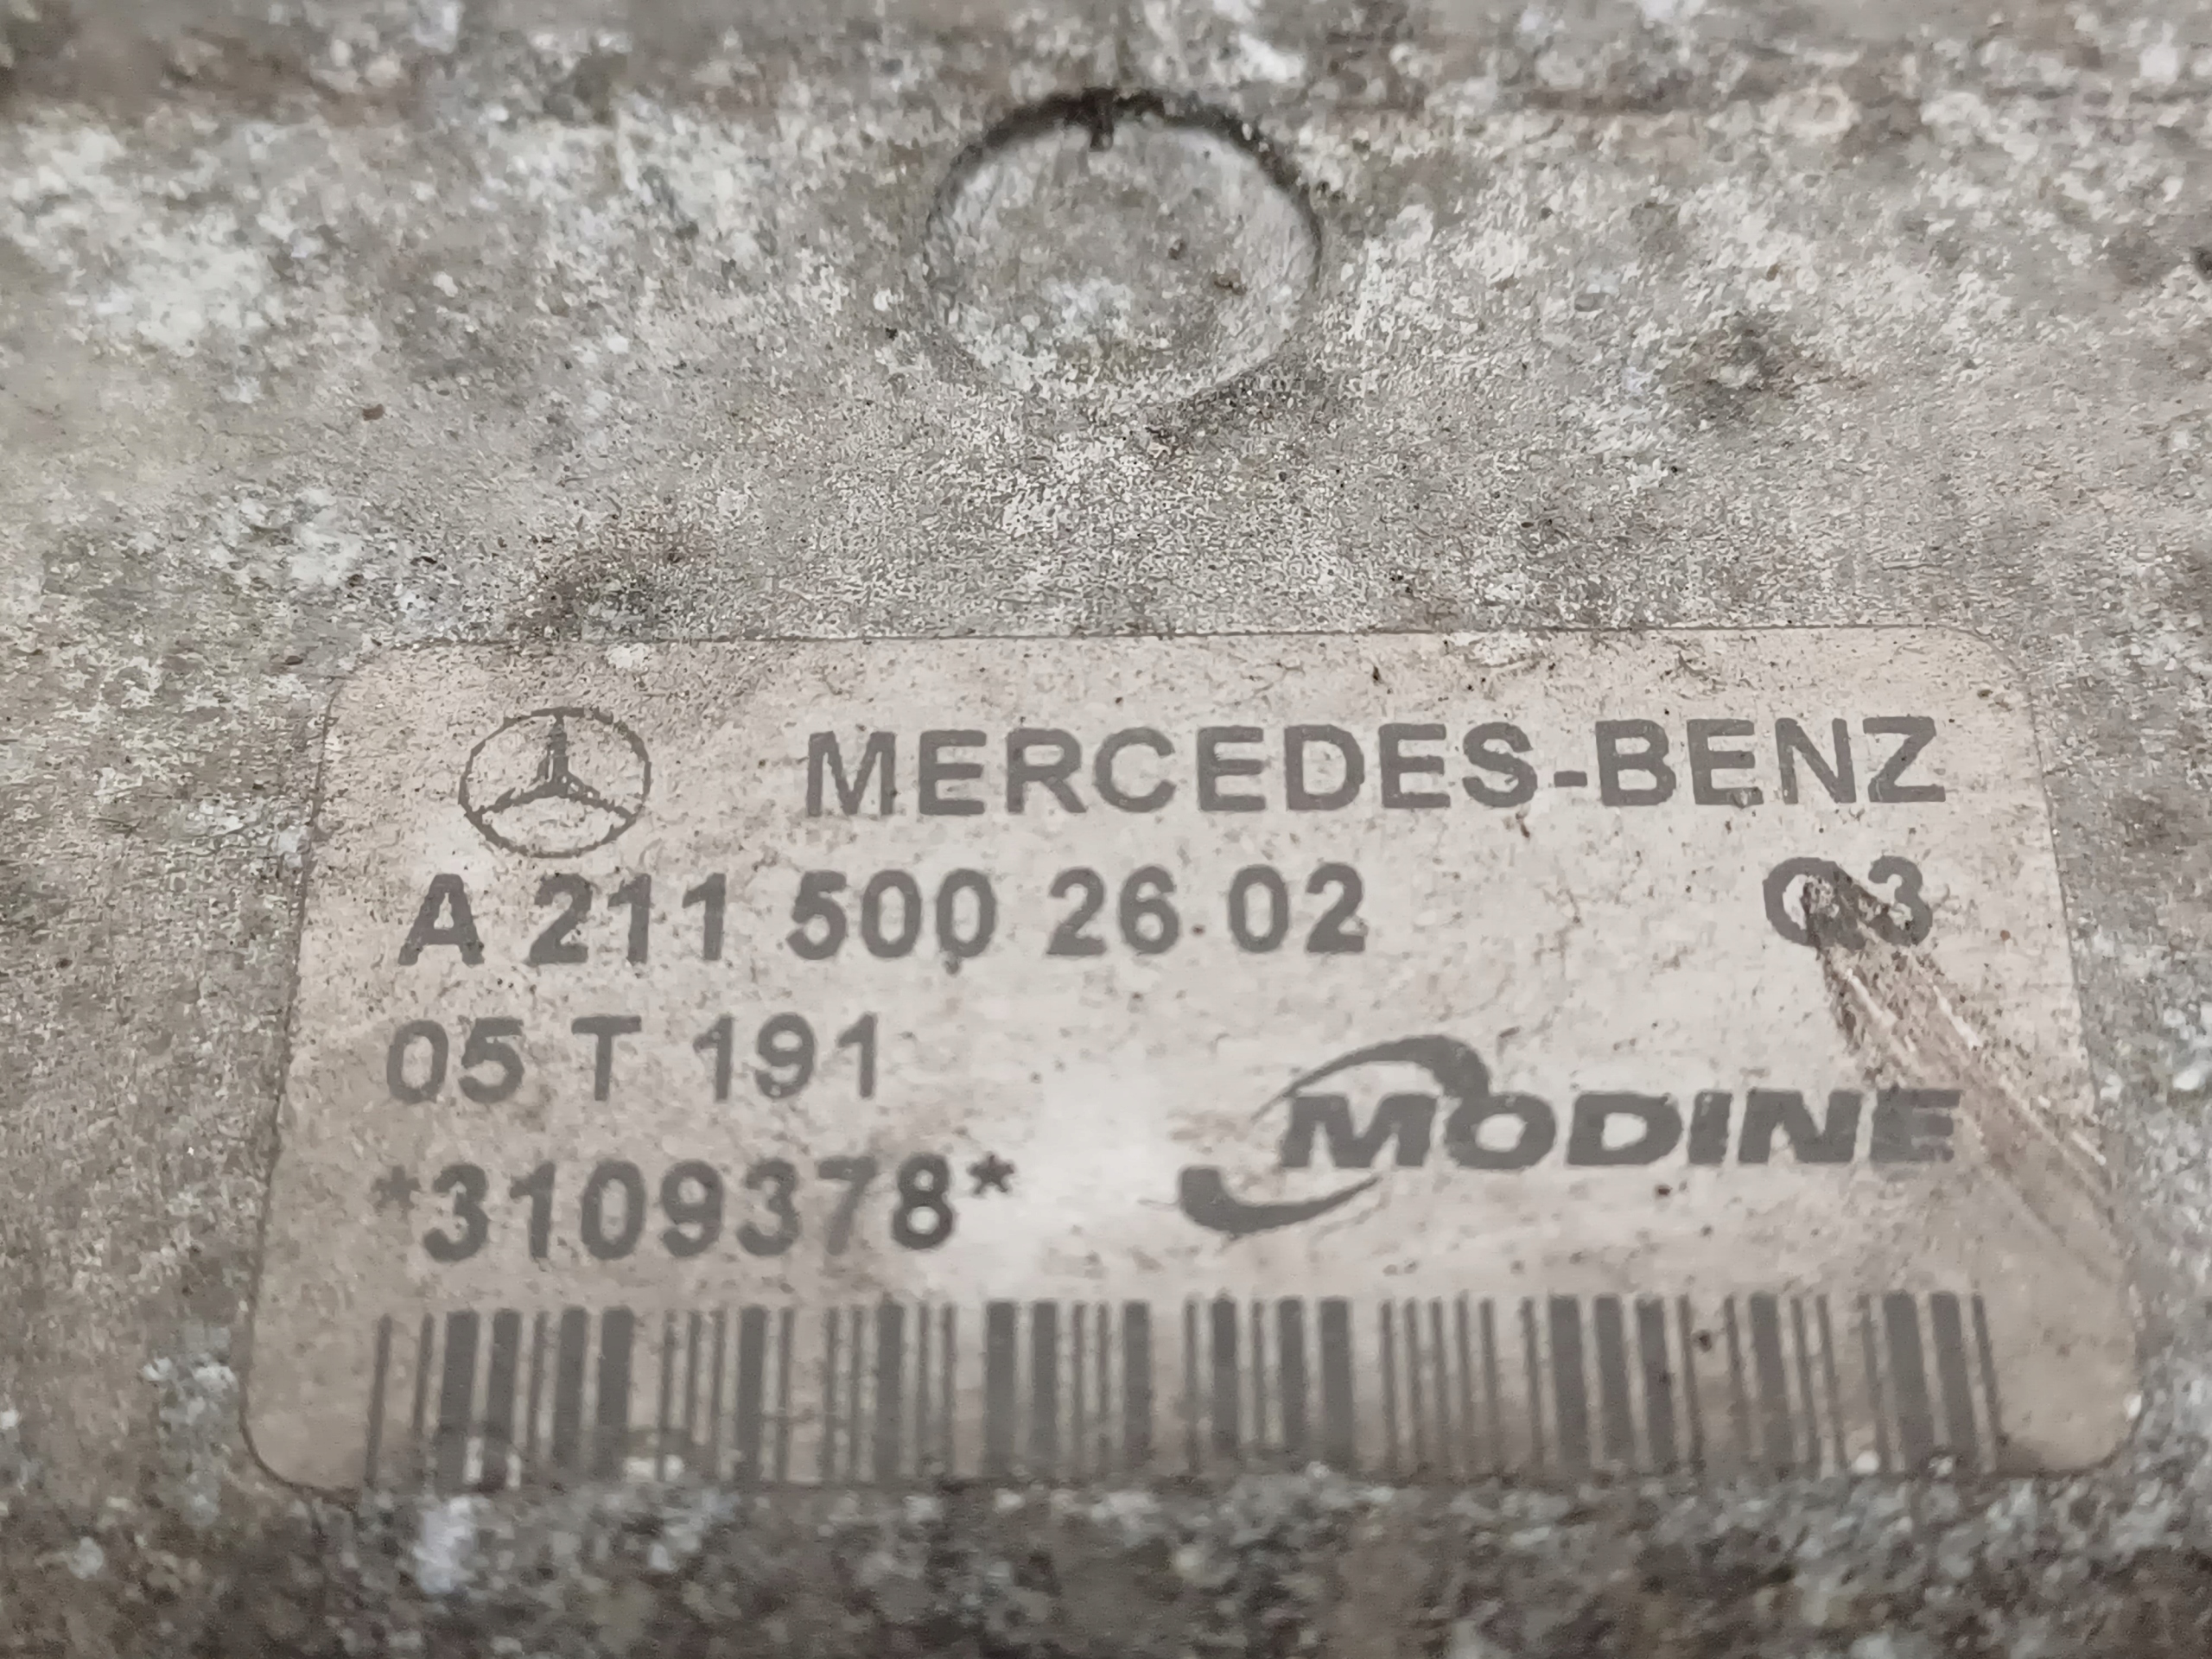 MERCEDES-BENZ
A 211 500 26 02
05 T 191
MODINE
*3109378*